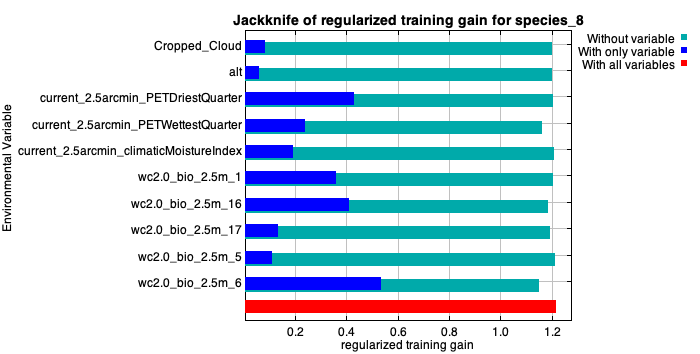 Jackknife of regularized training gain for species_8
Without variable
With only variable
With all variables
Environmental Variable
Cropped_Cloud
alt
current_2.5arcmin_PETDriestQuarter
current_2.5arcmin_PETWettestQuarter
current_2.5arcmin_climaticMoistureIndex
wc2.0_bio_2.5m_1
wc2.0_bio_2.5m_16
wc2.0_bio_2.5m_17
wc2.0_bio_2.5m_5
wc2.0_bio_2.5m_6
0.2 0.4 0.6 0.8 1.0 1.2
regularized training gain